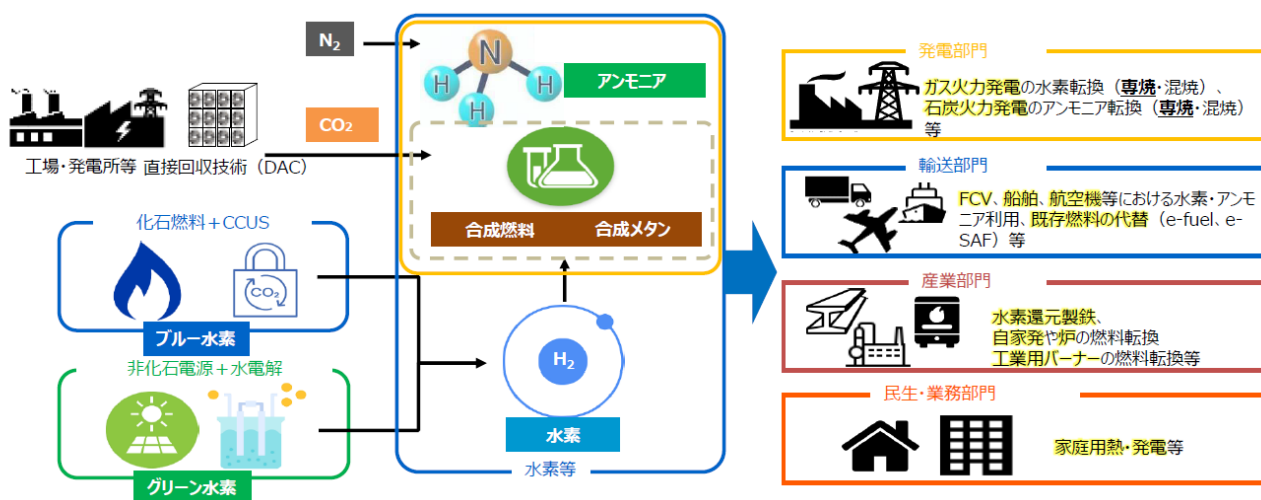 N₂
N
H
H
H
アンモニア
CO₂
工場・発電所等 直接回収技術（DAC）
合成燃料
合成メタン
化石燃料＋CCUS
CO₂
ブルー水素
非化石電源＋水電解
グリーン水素
H₂
水素
水素等
発電部門
ガス火力発電の水素転換（専焼・混焼）、
石炭火力発電のアンモニア転換（専焼・混焼）
等
輸送部門
FCV、船舶、航空機等における水素・アンモ
ニア利用、既存燃料の代替（e-fuel、e-
SAF）等
産業部門
水素還元製鉄、
自家発や炉の燃料転換
工業用バーナーの燃料転換等
民生・業務部門
家庭用熱・発電等